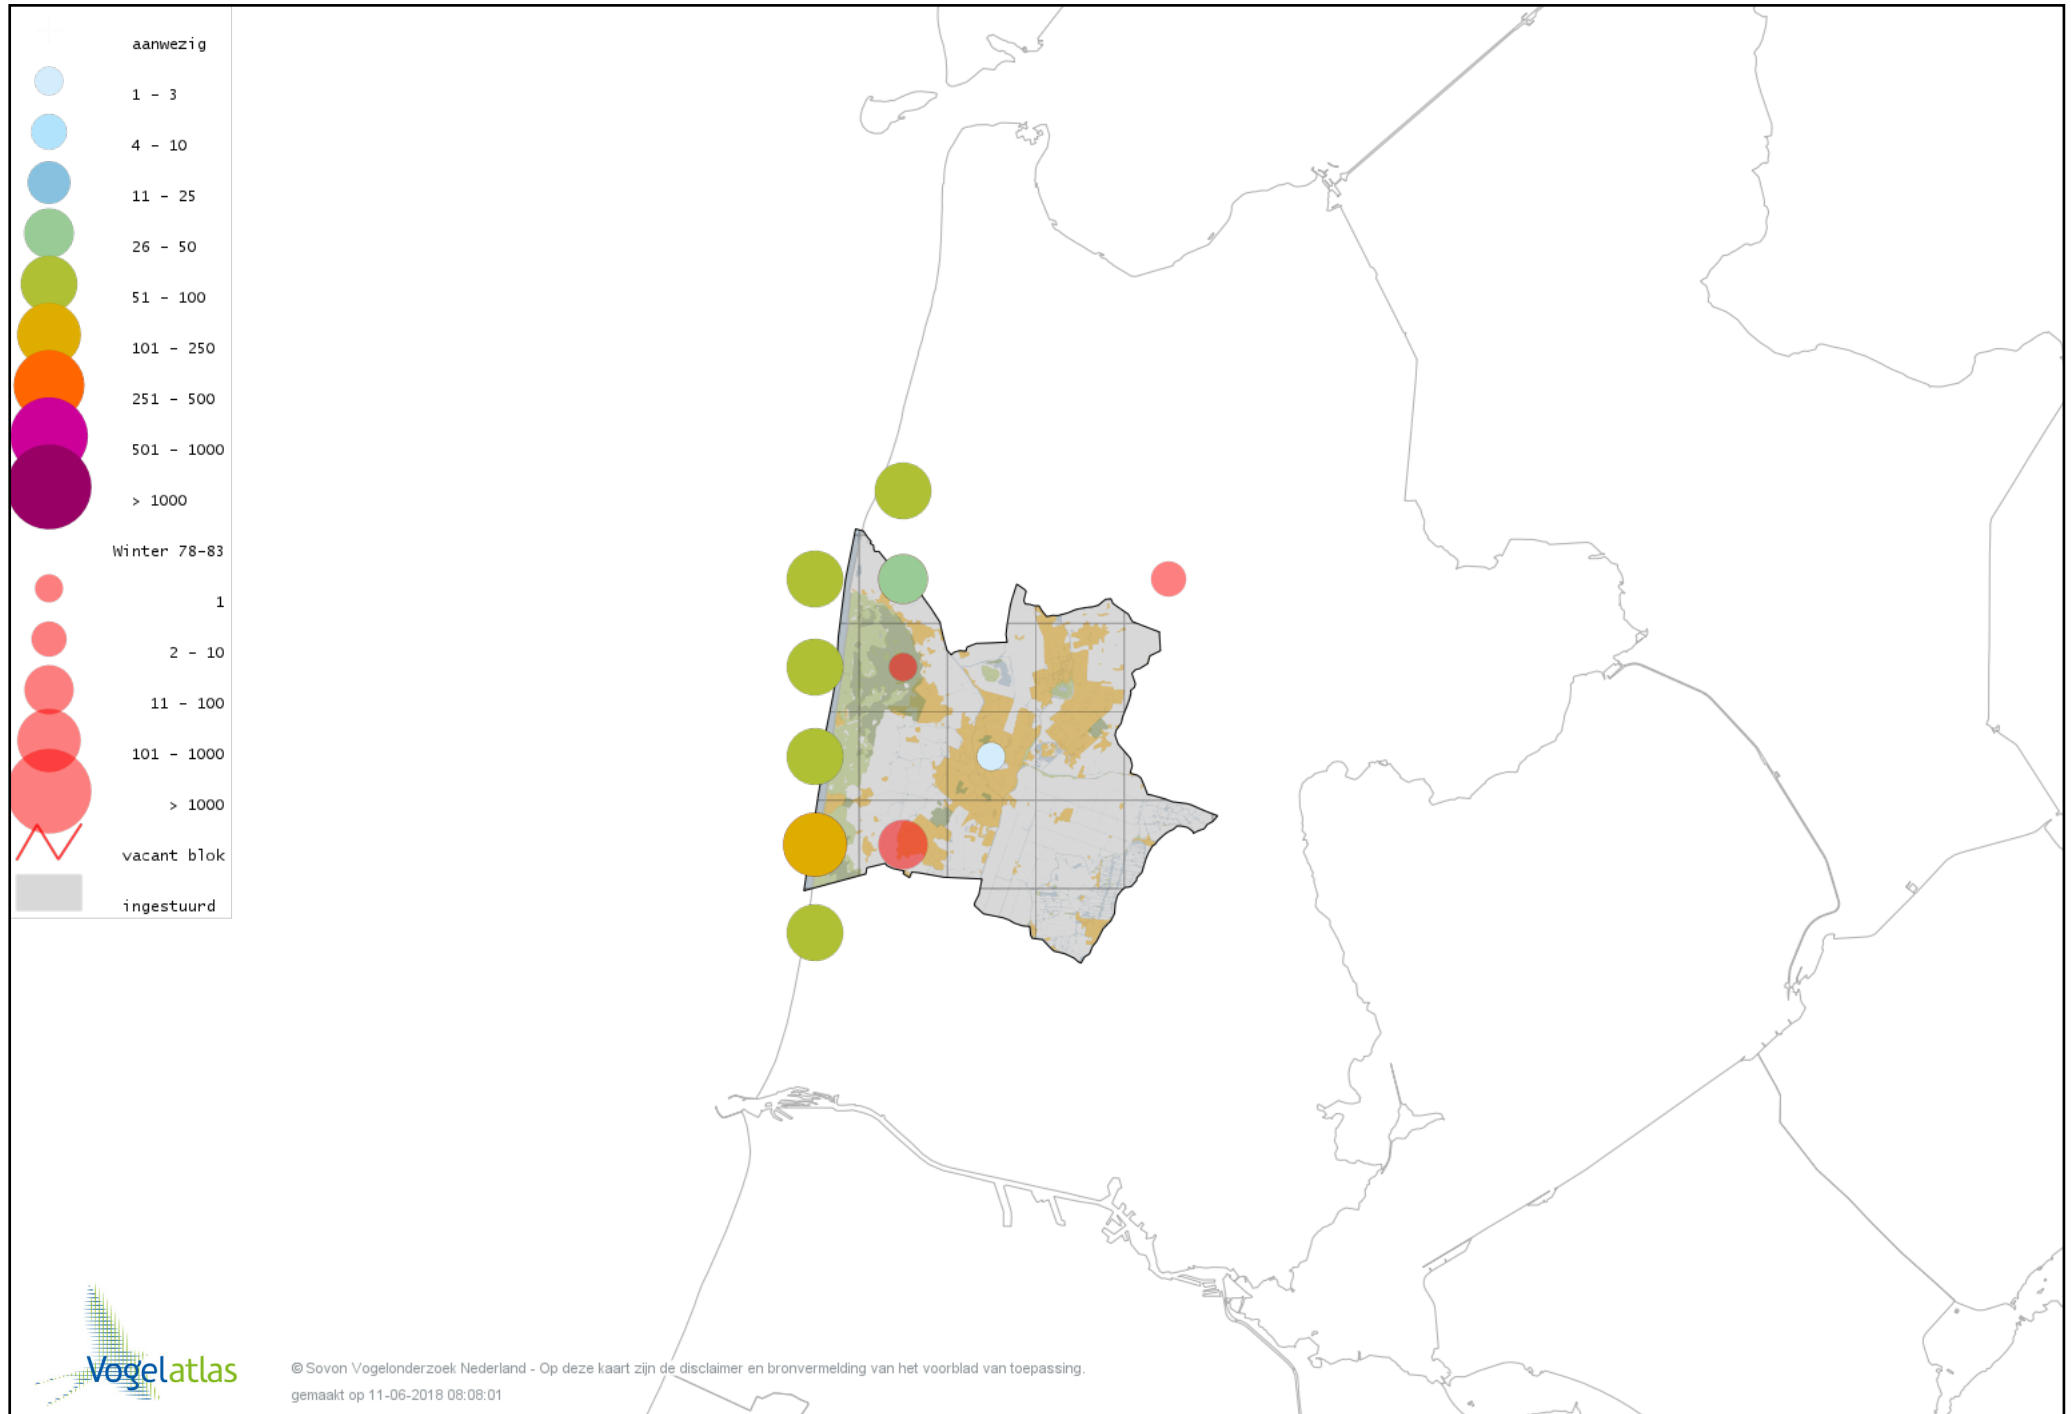 aanwezig
1 - 3
4 - 10
11 - 25
26 - 50
51 - 100
101 - 250
251 - 500
501 - 1000
> 1000
Winter 78-83
1
2 - 10
11 - 100
101 - 1000
> 1000
vacant blok
ingestuurd
Vogelatlas
© Sovon Vogelonderzoek Nederland - Op deze kaart zijn de disclaimer en bronvermelding van het voorblad van toepassing.
gemaakt op 11-06-2018 08:08:01